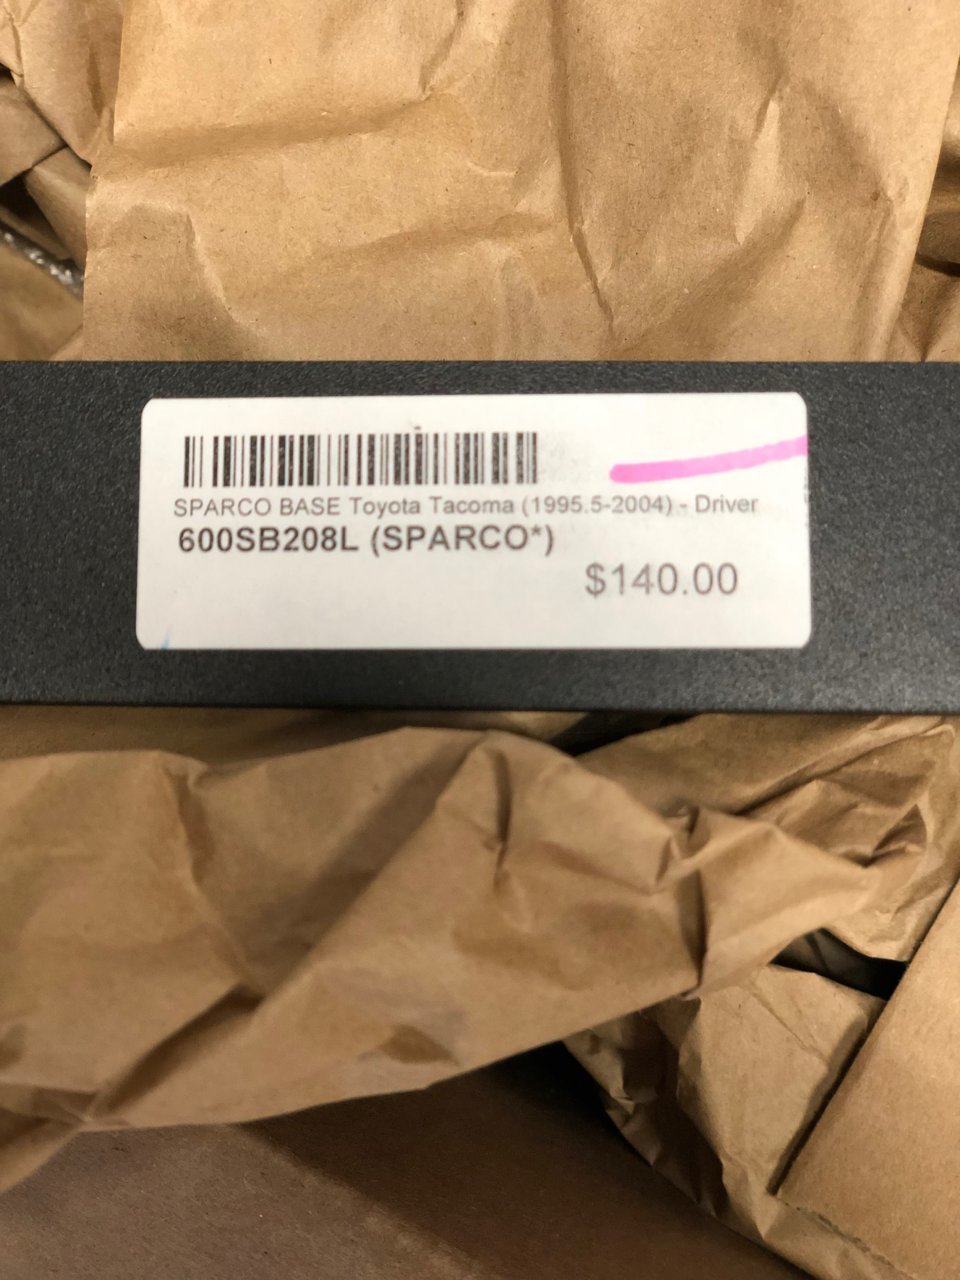 SPARCO BASE Toyota Tacoma (1995.5-2004) - Driver
600SB208L (SPARCO*)
$140.00